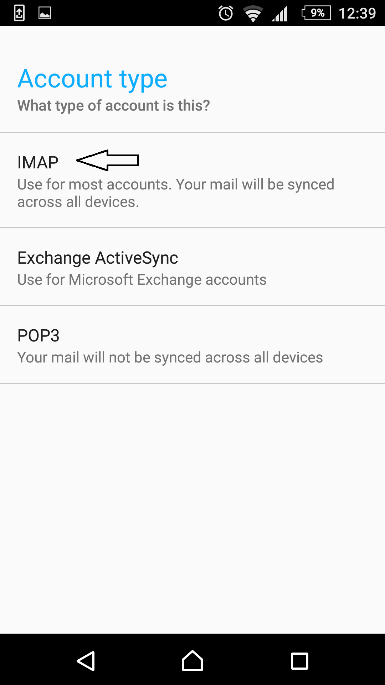 9% 12:39
Account type
What type of account is this?
IMAP
Use for most accounts. Your mail will be synced
across all devices.
Exchange ActiveSync
Use for Microsoft Exchange accounts
POP3
Your mail will not be synced across all devices